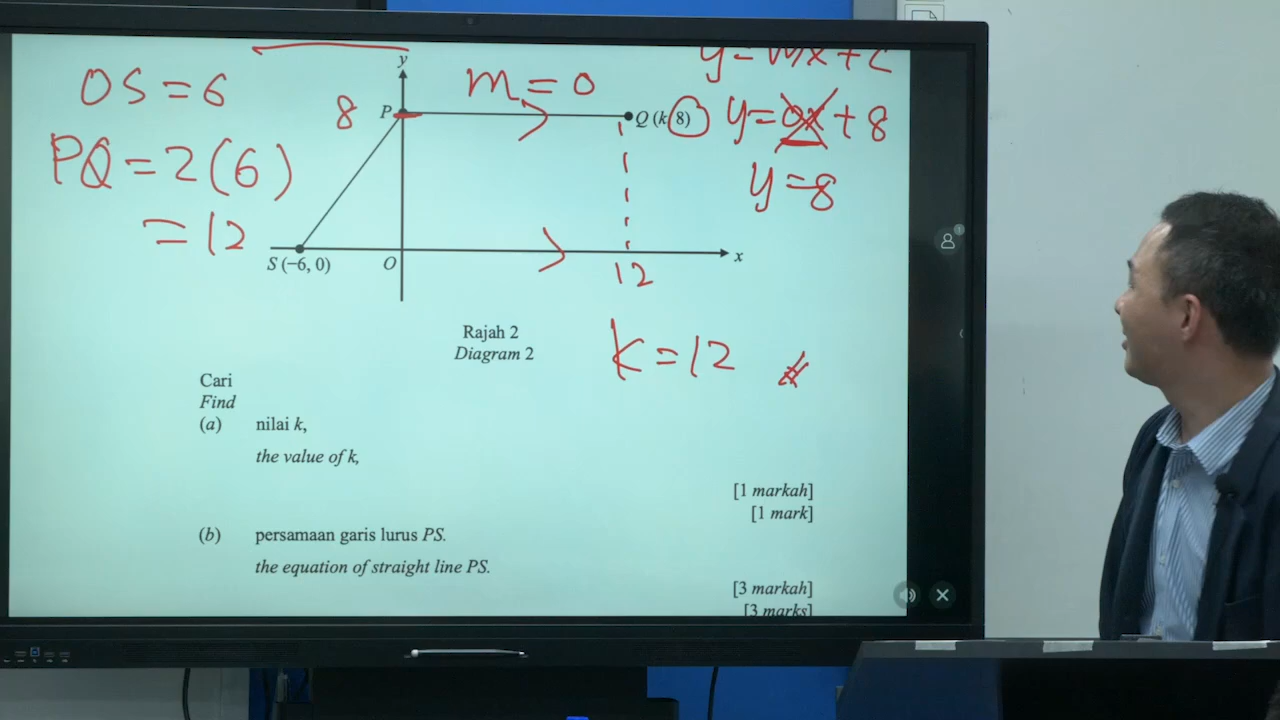 y = mx + c
OS = 6
m = 0
y
8
P
Q (k, 8)
y = 0x + 8
PQ = 2(6)
y = 8
= 12
S (−6, 0)
O
x
12
Rajah 2
Diagram 2
k = 12
Cari
Find
(a) nilai k,
the value of k,
[1 markah]
[1 mark]
(b) persamaan garis lurus PS.
the equation of straight line PS.
[3 markah]
[3 marks]